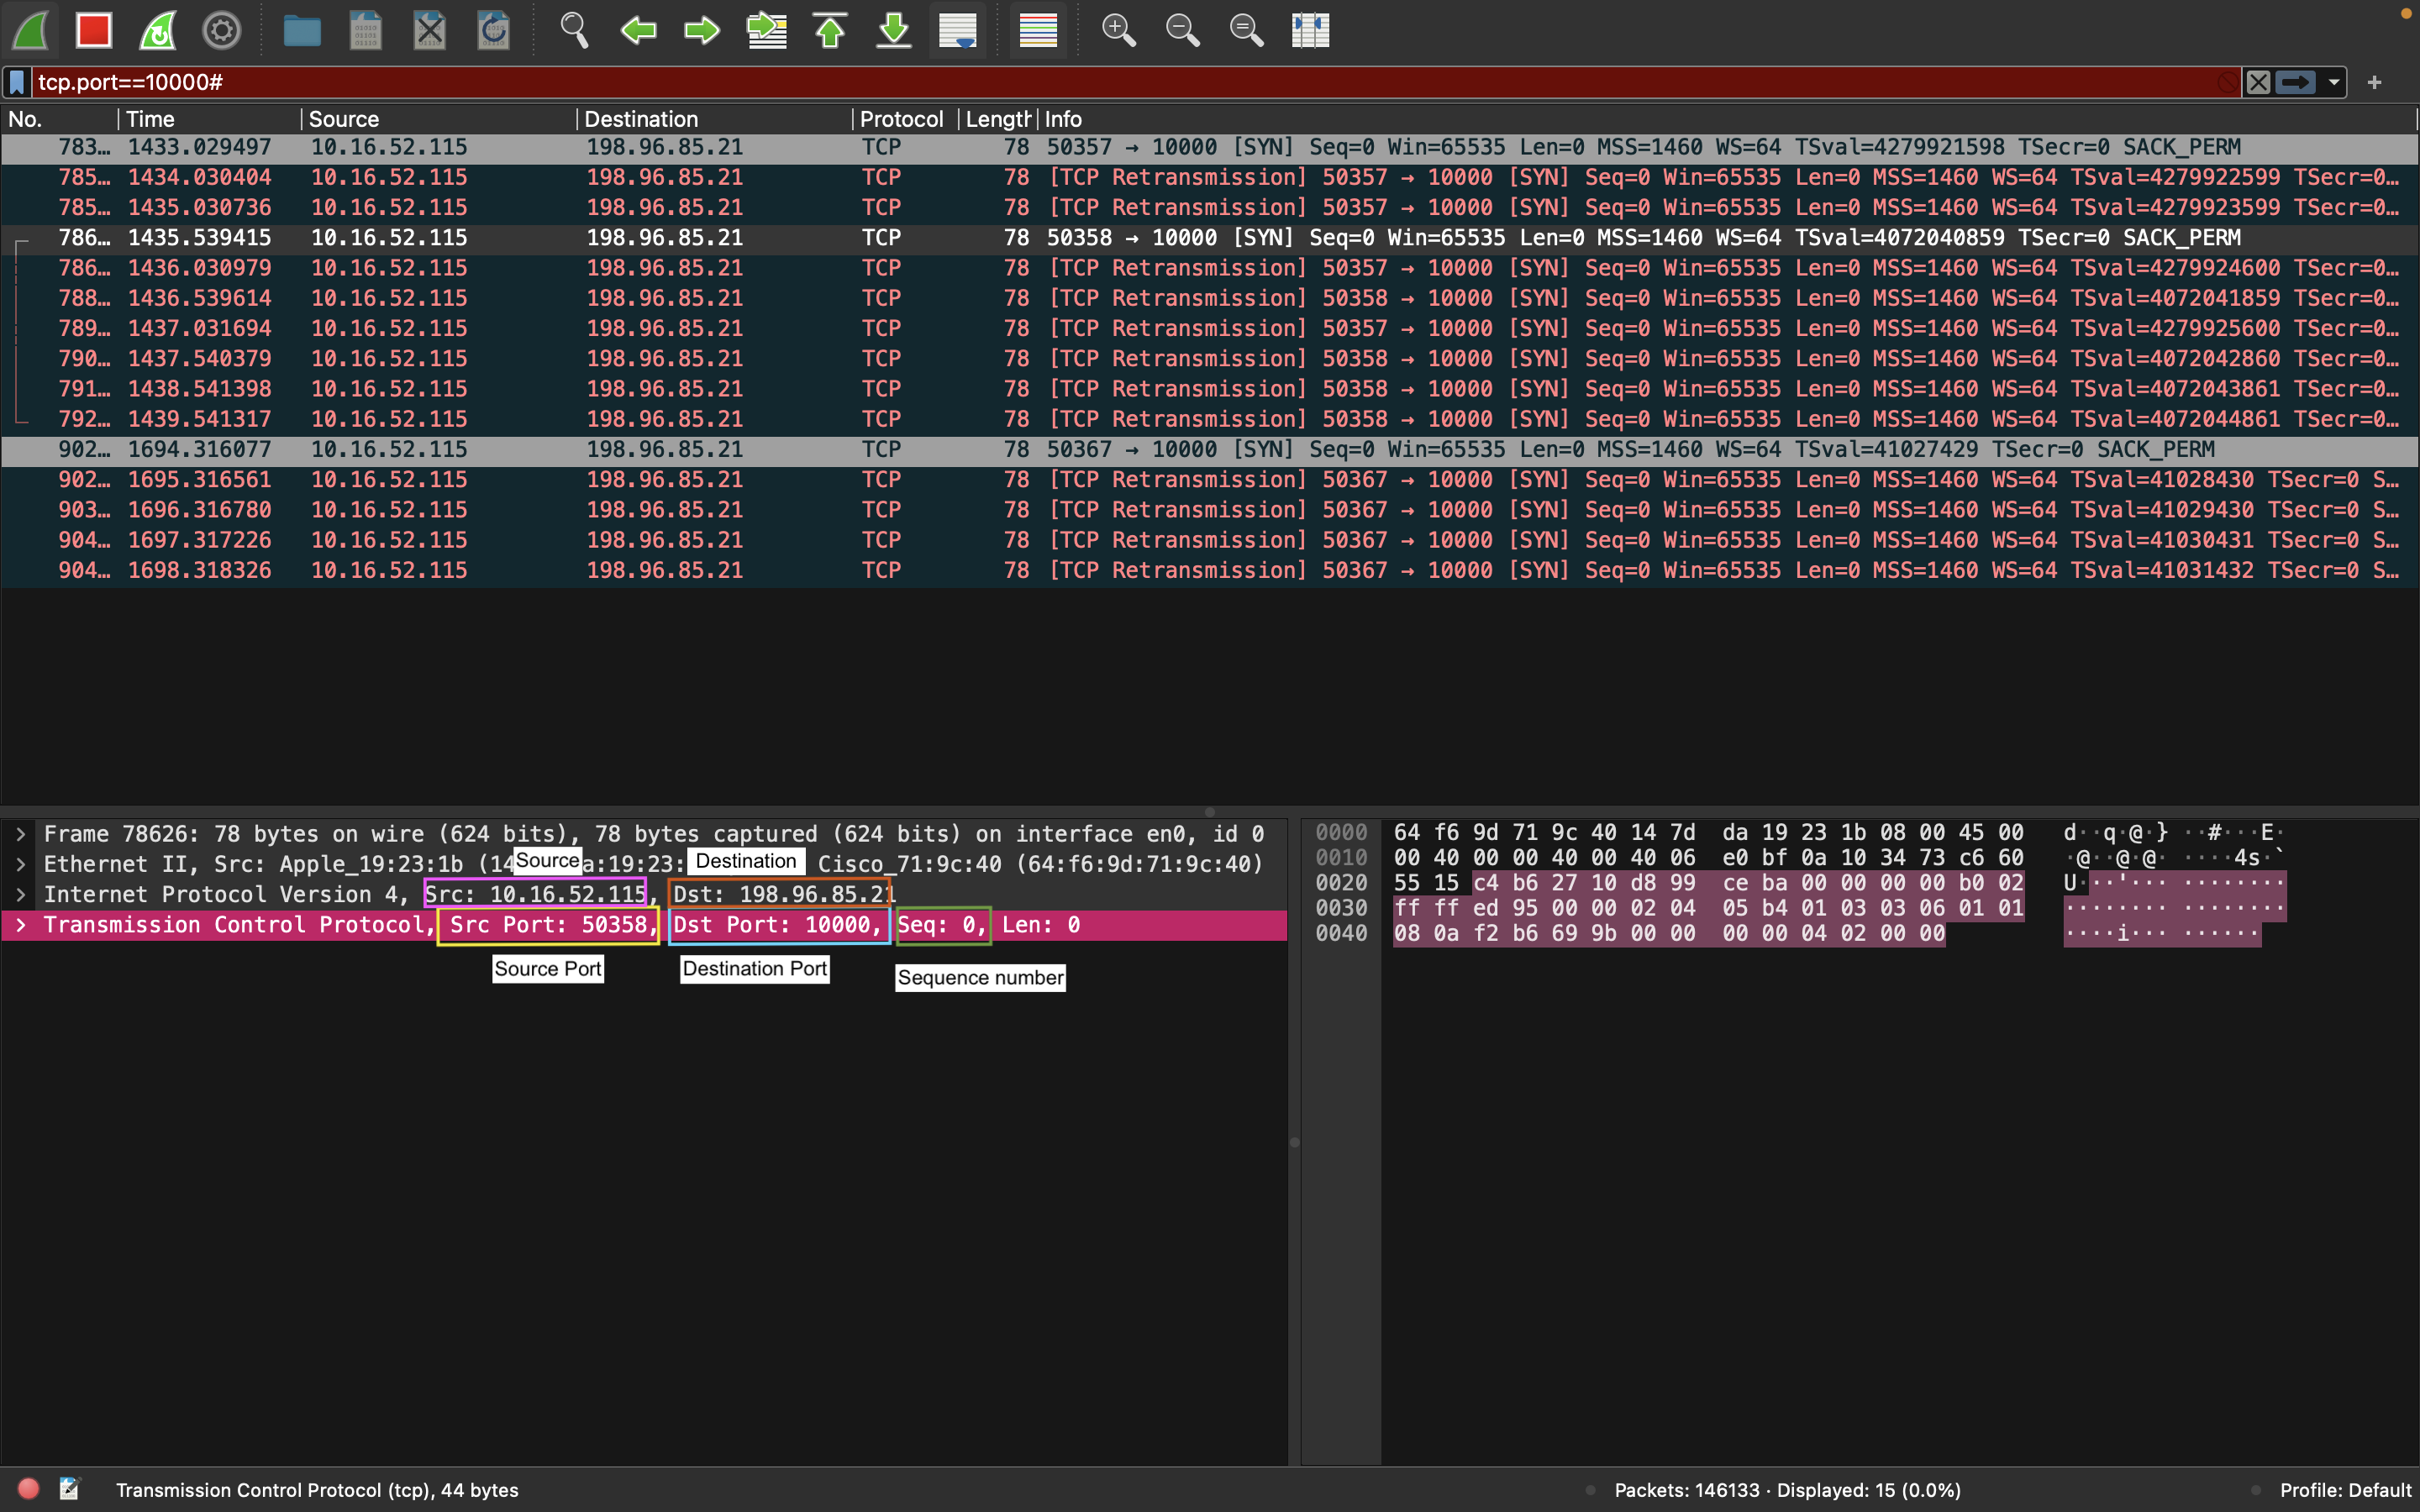 tcp.port==10000#
No. Time Source Destination Protocol Length Info
783… 1433.029497 10.16.52.115 198.96.85.21 TCP 78 50357 → 10000 [SYN] Seq=0 Win=65535 Len=0 MSS=1460 WS=64 TSval=4279921598 TSecr=0 SACK_PERM
785… 1434.030404 10.16.52.115 198.96.85.21 TCP 78 [TCP Retransmission] 50357 → 10000 [SYN] Seq=0 Win=65535 Len=0 MSS=1460 WS=64 TSval=4279922599 TSecr=0…
785… 1435.030736 10.16.52.115 198.96.85.21 TCP 78 [TCP Retransmission] 50357 → 10000 [SYN] Seq=0 Win=65535 Len=0 MSS=1460 WS=64 TSval=4279923599 TSecr=0…
786… 1435.539415 10.16.52.115 198.96.85.21 TCP 78 50358 → 10000 [SYN] Seq=0 Win=65535 Len=0 MSS=1460 WS=64 TSval=4072040859 TSecr=0 SACK_PERM
786… 1436.030979 10.16.52.115 198.96.85.21 TCP 78 [TCP Retransmission] 50357 → 10000 [SYN] Seq=0 Win=65535 Len=0 MSS=1460 WS=64 TSval=4279924600 TSecr=0…
788… 1436.539614 10.16.52.115 198.96.85.21 TCP 78 [TCP Retransmission] 50358 → 10000 [SYN] Seq=0 Win=65535 Len=0 MSS=1460 WS=64 TSval=4072041859 TSecr=0…
789… 1437.031694 10.16.52.115 198.96.85.21 TCP 78 [TCP Retransmission] 50357 → 10000 [SYN] Seq=0 Win=65535 Len=0 MSS=1460 WS=64 TSval=4279925600 TSecr=0…
790… 1437.540379 10.16.52.115 198.96.85.21 TCP 78 [TCP Retransmission] 50358 → 10000 [SYN] Seq=0 Win=65535 Len=0 MSS=1460 WS=64 TSval=4072042860 TSecr=0…
791… 1438.541398 10.16.52.115 198.96.85.21 TCP 78 [TCP Retransmission] 50358 → 10000 [SYN] Seq=0 Win=65535 Len=0 MSS=1460 WS=64 TSval=4072043861 TSecr=0…
792… 1439.541317 10.16.52.115 198.96.85.21 TCP 78 [TCP Retransmission] 50358 → 10000 [SYN] Seq=0 Win=65535 Len=0 MSS=1460 WS=64 TSval=4072044861 TSecr=0…
902… 1694.316077 10.16.52.115 198.96.85.21 TCP 78 50367 → 10000 [SYN] Seq=0 Win=65535 Len=0 MSS=1460 WS=64 TSval=41027429 TSecr=0 SACK_PERM
902… 1695.316561 10.16.52.115 198.96.85.21 TCP 78 [TCP Retransmission] 50367 → 10000 [SYN] Seq=0 Win=65535 Len=0 MSS=1460 WS=64 TSval=41028430 TSecr=0 S…
903… 1696.316780 10.16.52.115 198.96.85.21 TCP 78 [TCP Retransmission] 50367 → 10000 [SYN] Seq=0 Win=65535 Len=0 MSS=1460 WS=64 TSval=41029430 TSecr=0 S…
904… 1697.317226 10.16.52.115 198.96.85.21 TCP 78 [TCP Retransmission] 50367 → 10000 [SYN] Seq=0 Win=65535 Len=0 MSS=1460 WS=64 TSval=41030431 TSecr=0 S…
904… 1698.318326 10.16.52.115 198.96.85.21 TCP 78 [TCP Retransmission] 50367 → 10000 [SYN] Seq=0 Win=65535 Len=0 MSS=1460 WS=64 TSval=41031432 TSecr=0 S…
Frame 78626: 78 bytes on wire (624 bits), 78 bytes captured (624 bits) on interface en0, id 0
Ethernet II, Src: Apple_19:23:1b (14 Source a:19:23: Destination Cisco_71:9c:40 (64:f6:9d:71:9c:40)
Internet Protocol Version 4, Src: 10.16.52.115, Dst: 198.96.85.21
Transmission Control Protocol, Src Port: 50358, Dst Port: 10000, Seq: 0, Len: 0
Source Port Destination Port Sequence number
0000 64 f6 9d 71 9c 40 14 7d da 19 23 1b 08 00 45 00 d··q·@·} ··#···E·
0010 00 40 00 00 40 00 40 06 e0 bf 0a 10 34 73 c6 60 ·@··@·@· ····4s·`
0020 55 15 c4 b6 27 10 d8 99 ce ba 00 00 00 00 b0 02 U···'··· ········
0030 ff ff ed 95 00 00 02 04 05 b4 01 03 03 06 01 01 ········ ········
0040 08 0a f2 b6 69 9b 00 00 00 00 04 02 00 00 ····i··· ······
Transmission Control Protocol (tcp), 44 bytes Packets: 146133 · Displayed: 15 (0.0%) Profile: Default